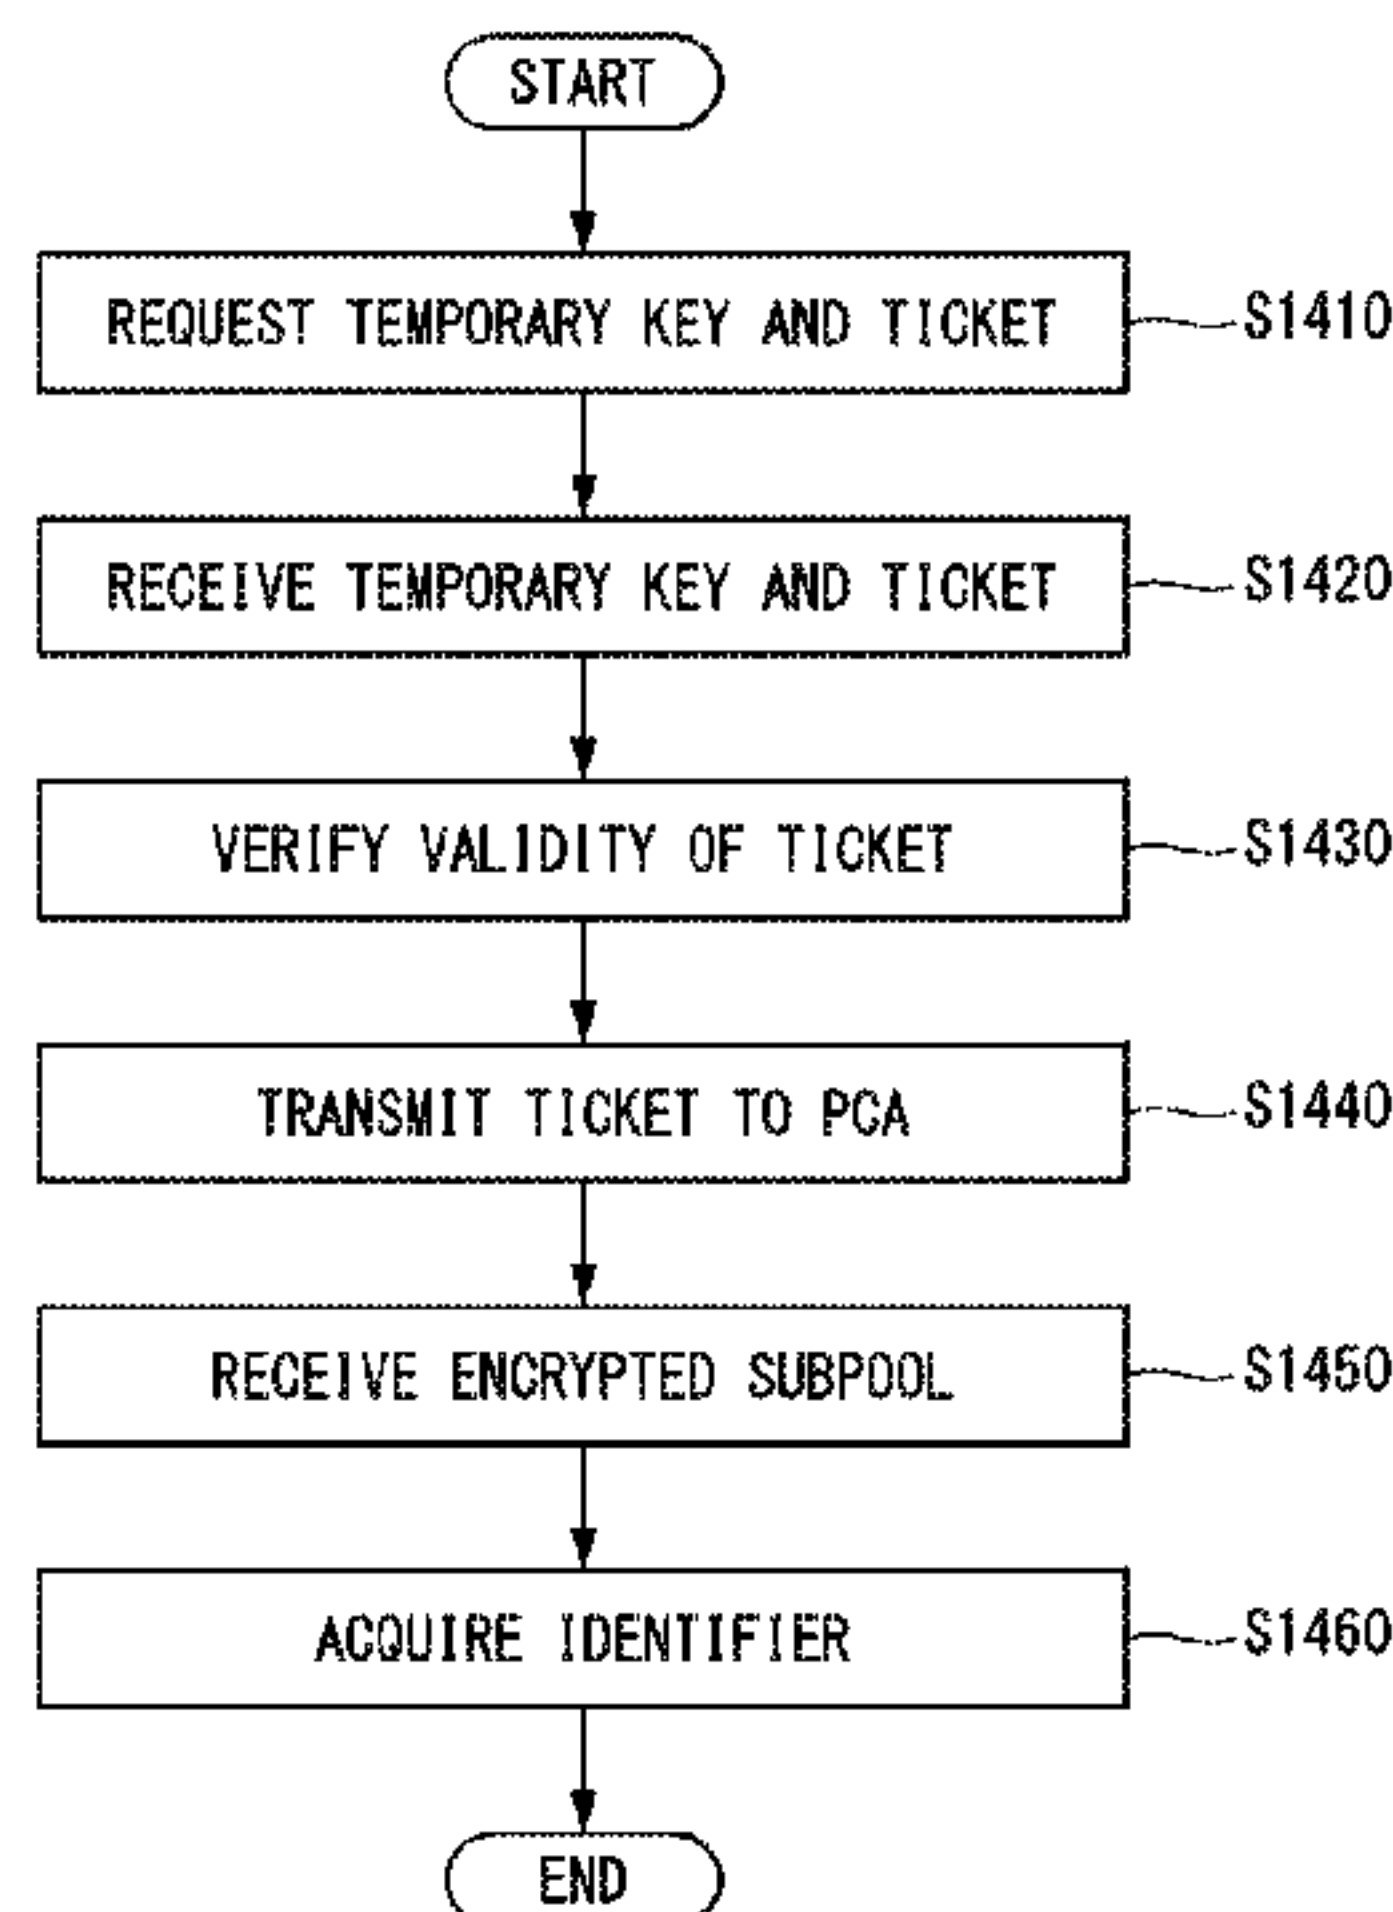 START
REQUEST TEMPORARY KEY AND TICKET
S1410
RECEIVE TEMPORARY KEY AND TICKET
S1420
VERIFY VALIDITY OF TICKET
S1430
TRANSMIT TICKET TO PCA
S1440
RECEIVE ENCRYPTED SUBPOOL
S1450
ACQUIRE IDENTIFIER
S1460
END